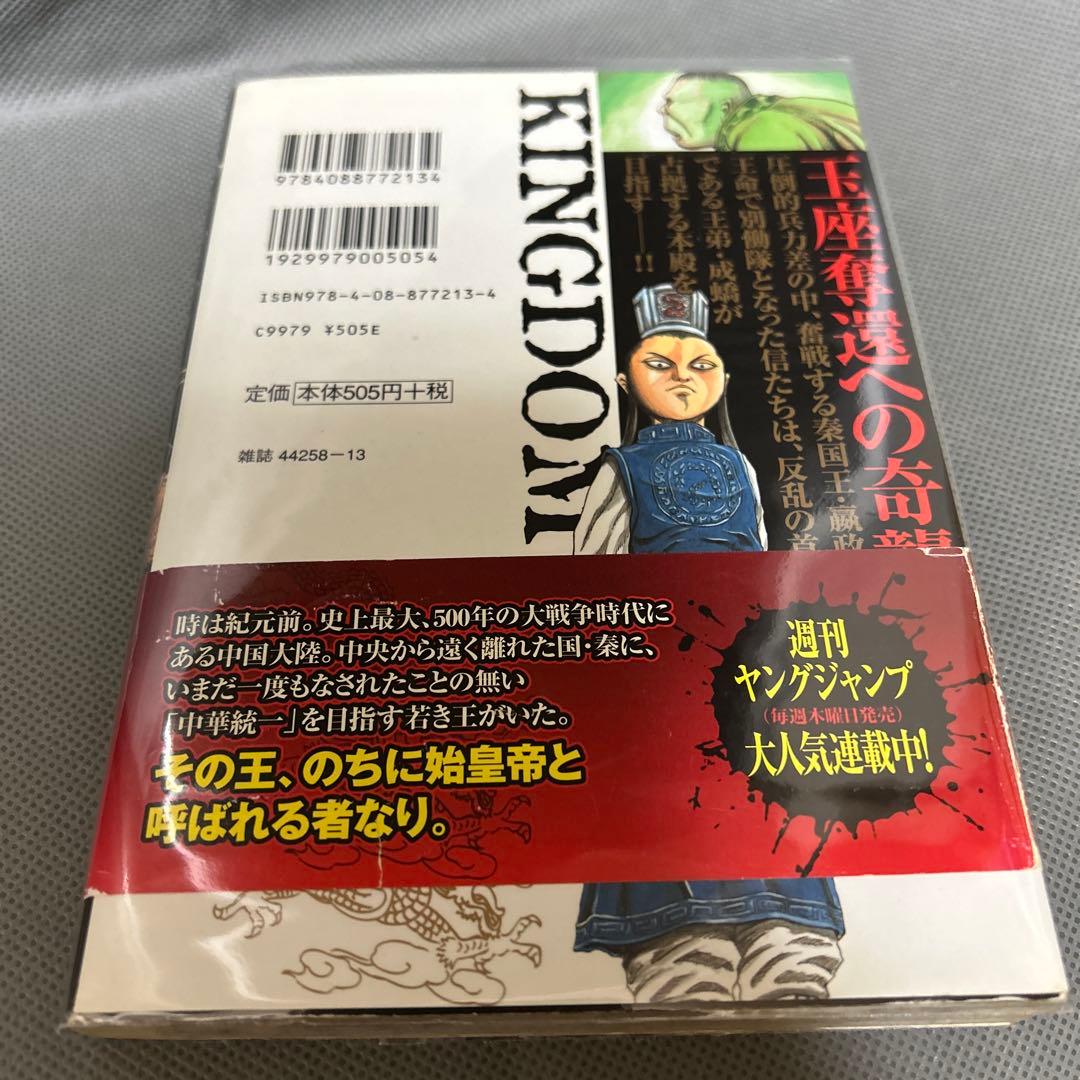 9784088772134
1929979005054
ISBN978-4-08-877213-4
C9979 ¥505E
定価 本体505円+税
雑誌 44258-13
KINGDOM
玉座奪還への奇襲
圧倒的兵力差の中、奮戦する秦国王・嬴政
王命で別働隊となった信たちは、反乱の首
である王弟・成蟜が
占拠する本殿を
目指す──!!
時は紀元前。史上最大、500年の大戦争時代に
ある中国大陸。中央から遠く離れた国・秦に、
いまだ一度もなされたことの無い
「中華統一」を目指す若き王がいた。
その王、のちに始皇帝と
呼ばれる者なり。
週刊
ヤングジャンプ
(毎週木曜日発売)
大人気連載中!